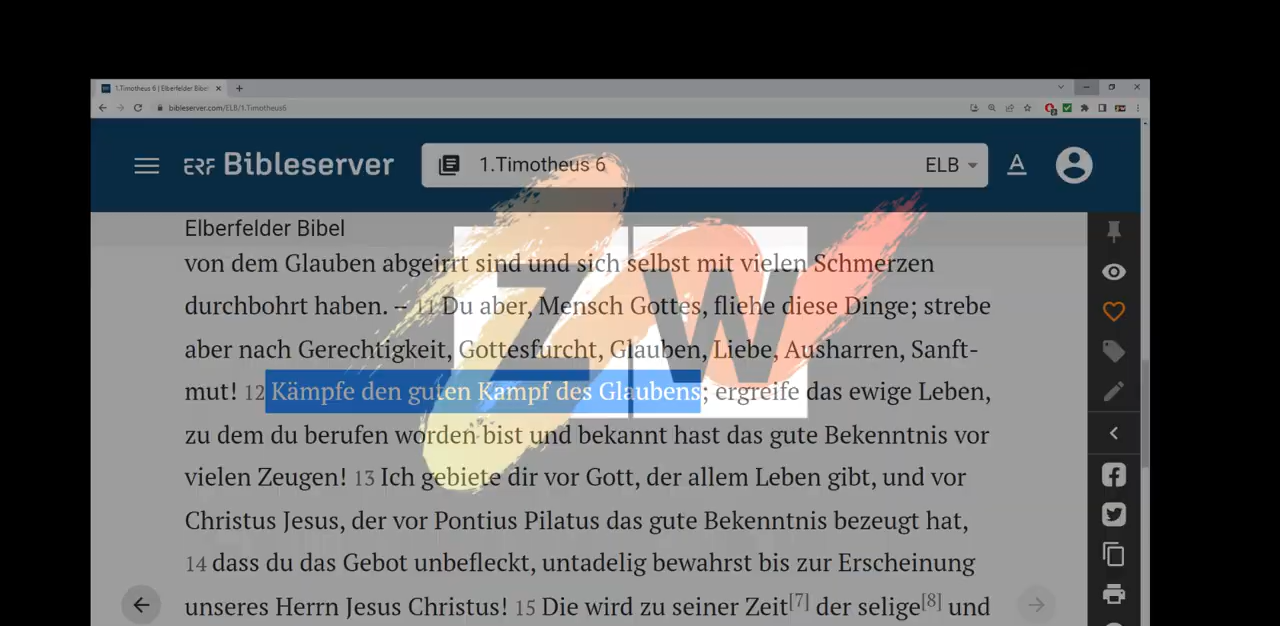 1.Timotheus 6 | Elberfelder Bibel
bibleserver.com/ELB/1.Timotheus6
ERF Bibleserver
1.Timotheus 6
ELB
A
Elberfelder Bibel
von dem Glauben abgeirrt sind und sich selbst mit vielen Schmerzen
durchbohrt haben. – 11 Du aber, Mensch Gottes, fliehe diese Dinge; strebe
aber nach Gerechtigkeit, Gottesfurcht, Glauben, Liebe, Ausharren, Sanft-
mut! 12 Kämpfe den guten Kampf des Glaubens; ergreife das ewige Leben,
zu dem du berufen worden bist und bekannt hast das gute Bekenntnis vor
vielen Zeugen! 13 Ich gebiete dir vor Gott, der allem Leben gibt, und vor
Christus Jesus, der vor Pontius Pilatus das gute Bekenntnis bezeugt hat,
14 dass du das Gebot unbefleckt, untadelig bewahrst bis zur Erscheinung
unseres Herrn Jesus Christus! 15 Die wird zu seiner Zeit[7] der selige[8] und
ZW